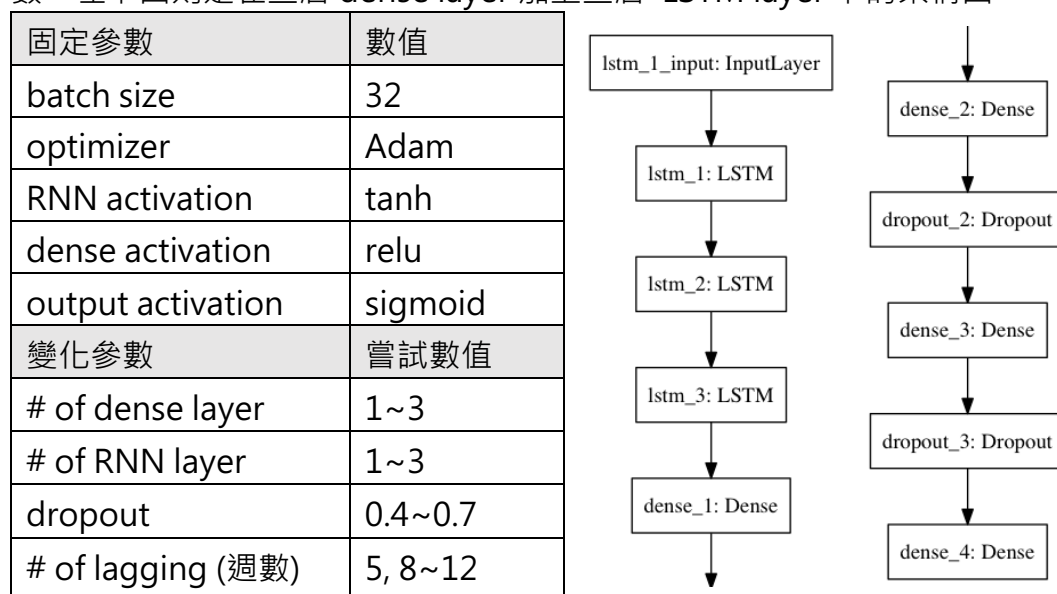 固定參數 數值
batch size 32
optimizer Adam
RNN activation tanh
dense activation relu
output activation sigmoid
變化參數 嘗試數值
# of dense layer 1~3
# of RNN layer 1~3
dropout 0.4~0.7
# of lagging (週數) 5, 8~12
lstm_1_input: InputLayer
lstm_1: LSTM
lstm_2: LSTM
lstm_3: LSTM
dense_1: Dense
dense_2: Dense
dropout_2: Dropout
dense_3: Dense
dropout_3: Dropout
dense_4: Dense